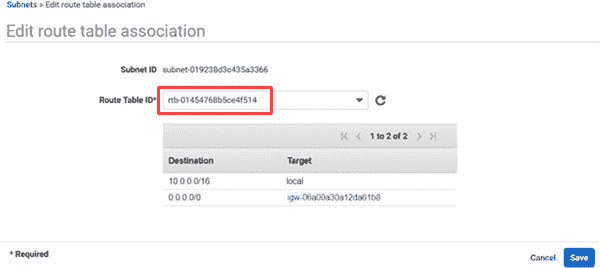 Subnets > Edit route table association
Edit route table association
Subnet ID subnet-019238d3c435a3366
Route Table ID* rtb-01454768b5ce4f514
1 to 2 of 2
Destination Target
10.0.0.0/16 local
0.0.0.0/0 igw-06a00a30a12da61b8
* Required Cancel Save